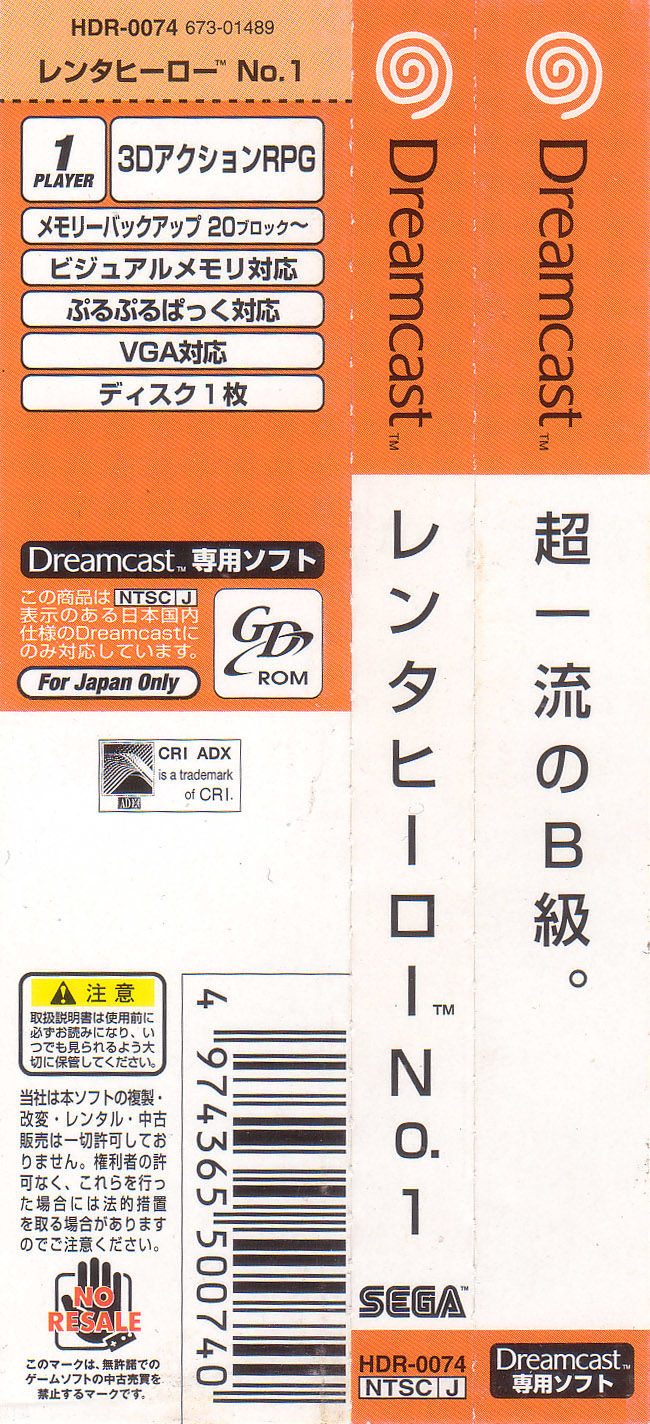 HDR-0074 673-01489
レンタヒーロー™ No.1
1
PLAYER
3DアクションRPG
メモリーバックアップ 20ブロック〜
ビジュアルメモリ対応
ぷるぷるぱっく対応
VGA対応
ディスク1枚
Dreamcast™ 専用ソフト
この商品は NTSC J
表示のある日本国内
仕様のDreamcastに
のみ対応しています。
For Japan Only
GD
ROM
CRI ADX
is a trademark
of CRI.
ADX
注意
取扱説明書は使用前に
必ずお読みになり、い
つでも見られるよう大
切に保管してください。
当社は本ソフトの複製・
改変・レンタル・中古
販売は一切許可してお
りません。権利者の許
可なく、これらを行っ
た場合には法的措置
を取る場合があります
のでご注意ください。
NO
RESALE
このマークは、無許諾での
ゲームソフトの中古売買を
禁止するマークです。
4 974365 500740
Dreamcast™
レンタヒーロー™ No.1
SEGA™
HDR-0074
NTSC J
Dreamcast™
超一流のB級。
Dreamcast™
専用ソフト